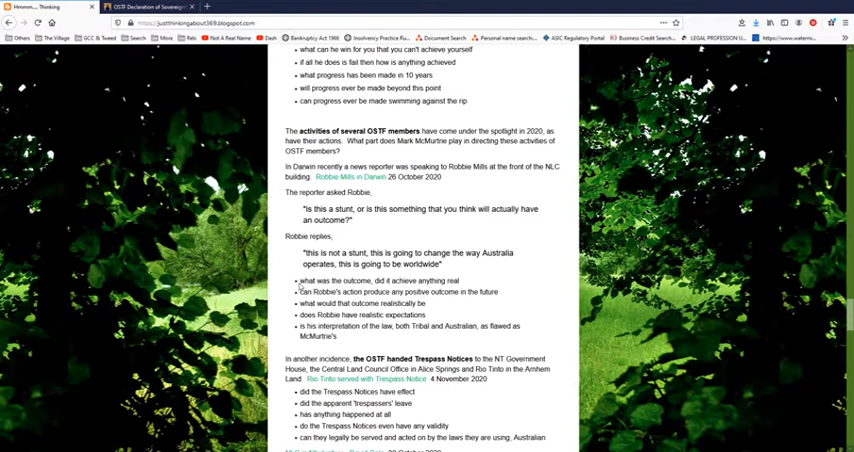 Hmmm..... Thinking
OSTF Declaration of Sovereign
https://justthinkingabout369.blogspot.com
Others
The Village
GCC & Tweed
Search
More
Rels
Not A Real Name
Dash
Bankruptcy Act 1966
Insolvency Practice Ru...
Document Search
Personal name search...
ASIC Regulatory Portal
Business Credit Search...
LEGAL PROFESSION U...
https://www.waterns...
what can he win for you that you can't achieve yourself
if all he does is fail then how is anything achieved
what progress has been made in 10 years
will progress ever be made beyond this point
can progress ever be made swimming against the rip
The activities of several OSTF members have come under the spotlight in 2020, as
have their actions. What part does Mark McMurtrie play in directing these activities of
OSTF members?
In Darwin recently a news reporter was speaking to Robbie Mills at the front of the NLC
building. Robbie Mills in Darwin 26 October 2020
The reporter asked Robbie,
"is this a stunt, or is this something that you think will actually have
an outcome?"
Robbie replies,
"this is not a stunt, this is going to change the way Australia
operates, this is going to be worldwide"
what was the outcome, did it achieve anything real
can Robbie's action produce any positive outcome in the future
what would that outcome realistically be
does Robbie have realistic expectations
is his interpretation of the law, both Tribal and Australian, as flawed as
McMurtrie's
In another incidence, the OSTF handed Trespass Notices to the NT Government
House, the Central Land Council Office in Alice Springs and Rio Tinto in the Arnhem
Land Rio Tinto served with Trespass Notice 4 November 2020
did the Trespass Notices have effect
did the apparent 'trespassers' leave
has anything happened at all
do the Trespass Notices even have any validity
can they legally be served and acted on by the laws they are using, Australian